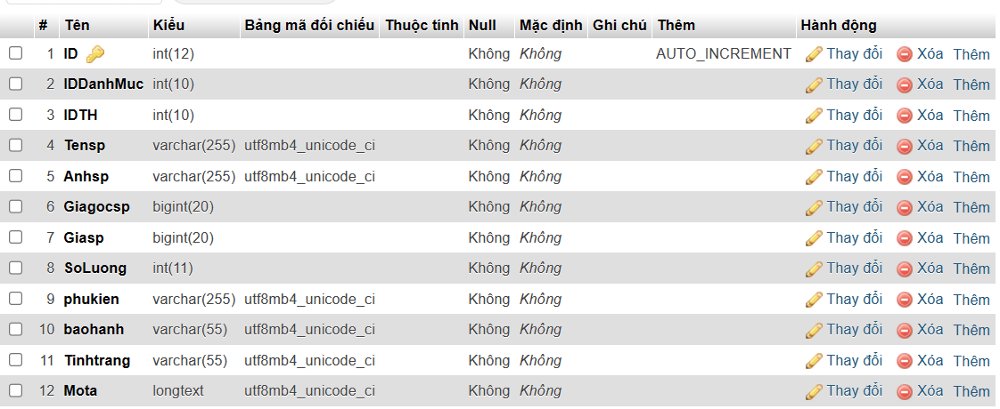 # Tên Kiểu Bảng mã đối chiếu Thuộc tính Null Mặc định Ghi chú Thêm Hành động
1 ID int(12) Không Không AUTO_INCREMENT Thay đổi Xóa Thêm
2 IDDanhMuc int(10) Không Không Thay đổi Xóa Thêm
3 IDTH int(10) Không Không Thay đổi Xóa Thêm
4 Tensp varchar(255) utf8mb4_unicode_ci Không Không Thay đổi Xóa Thêm
5 Anhsp varchar(255) utf8mb4_unicode_ci Không Không Thay đổi Xóa Thêm
6 Giagocsp bigint(20) Không Không Thay đổi Xóa Thêm
7 Giasp bigint(20) Không Không Thay đổi Xóa Thêm
8 SoLuong int(11) Không Không Thay đổi Xóa Thêm
9 phukien varchar(255) utf8mb4_unicode_ci Không Không Thay đổi Xóa Thêm
10 baohanh varchar(55) utf8mb4_unicode_ci Không Không Thay đổi Xóa Thêm
11 Tinhtrang varchar(55) utf8mb4_unicode_ci Không Không Thay đổi Xóa Thêm
12 Mota longtext utf8mb4_unicode_ci Không Không Thay đổi Xóa Thêm